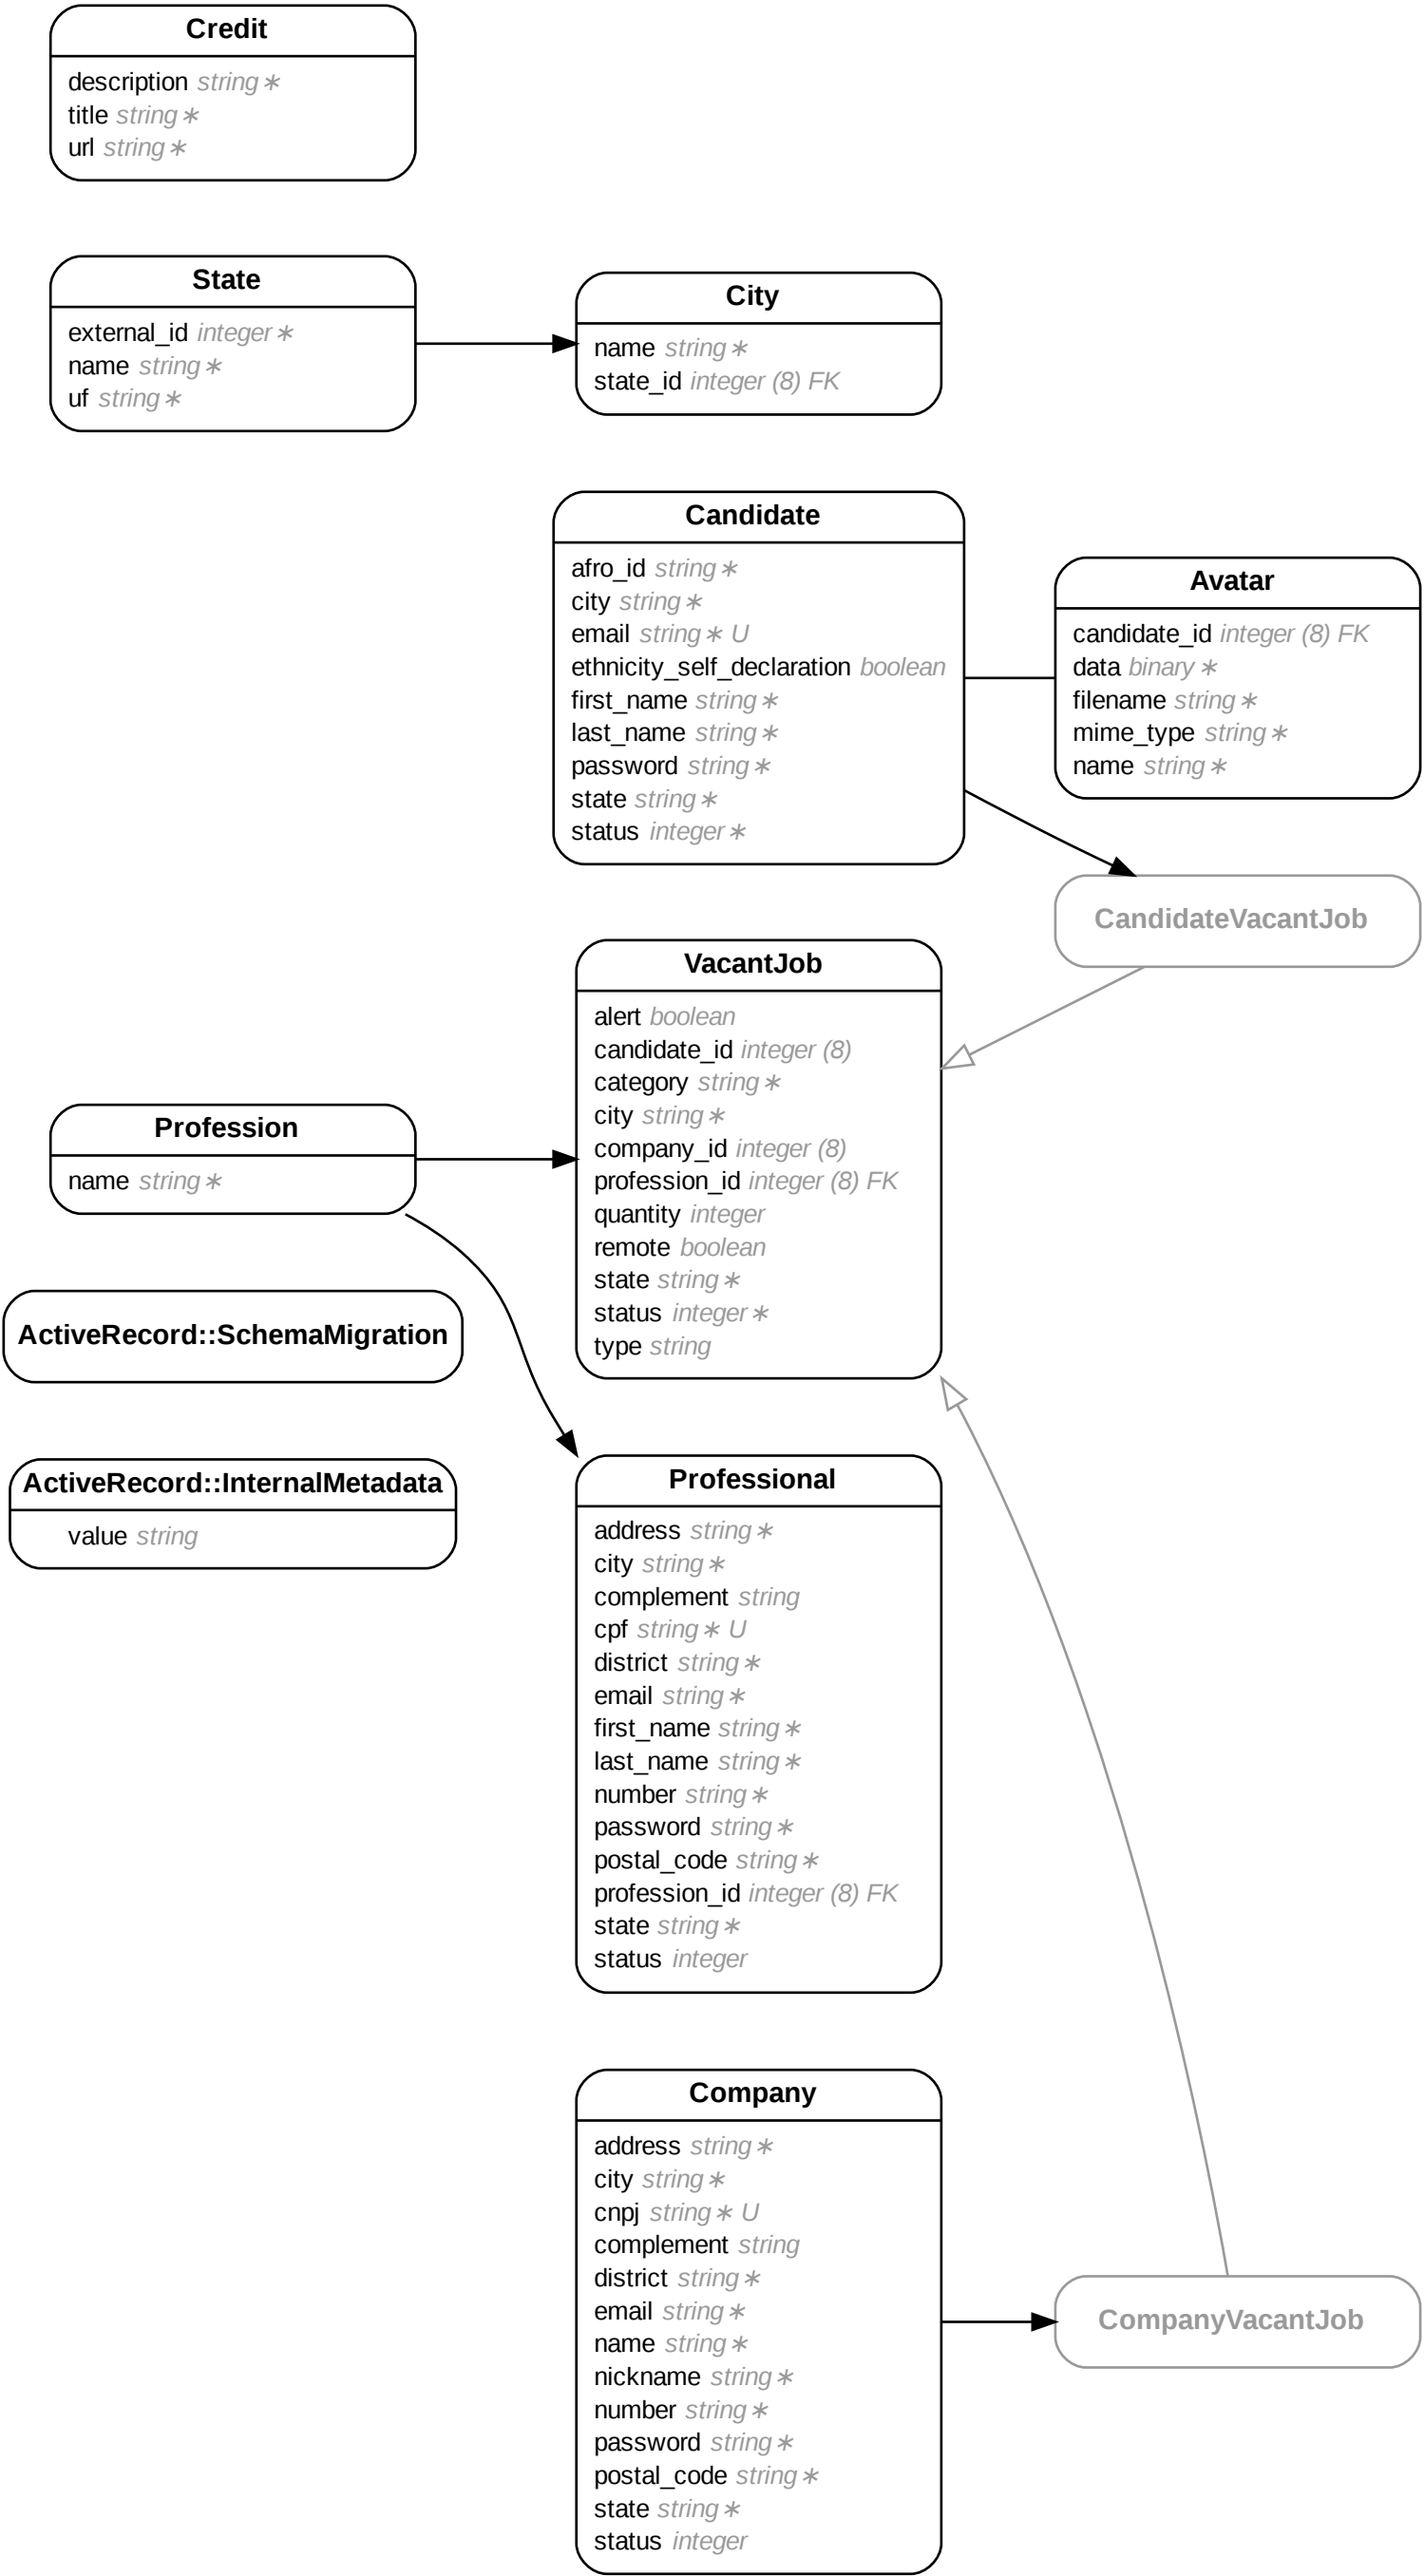 Credit
description string ∗
title string ∗
url string ∗
State
external_id integer ∗
name string ∗
uf string ∗
City
name string ∗
state_id integer (8) FK
Candidate
afro_id string ∗
city string ∗
email string ∗ U
ethnicity_self_declaration boolean
first_name string ∗
last_name string ∗
password string ∗
state string ∗
status integer ∗
Avatar
candidate_id integer (8) FK
data binary ∗
filename string ∗
mime_type string ∗
name string ∗
CandidateVacantJob
VacantJob
alert boolean
candidate_id integer (8)
category string ∗
city string ∗
company_id integer (8)
profession_id integer (8) FK
quantity integer
remote boolean
state string ∗
status integer ∗
type string
Profession
name string ∗
ActiveRecord::SchemaMigration
ActiveRecord::InternalMetadata
value string
Professional
address string ∗
city string ∗
complement string
cpf string ∗ U
district string ∗
email string ∗
first_name string ∗
last_name string ∗
number string ∗
password string ∗
postal_code string ∗
profession_id integer (8) FK
state string ∗
status integer
Company
address string ∗
city string ∗
cnpj string ∗ U
complement string
district string ∗
email string ∗
name string ∗
nickname string ∗
number string ∗
password string ∗
postal_code string ∗
state string ∗
status integer
CompanyVacantJob